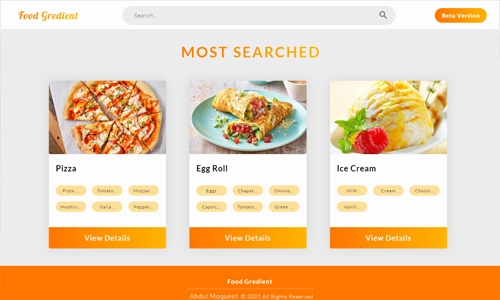 Food Gredient
Search...
Beta Version
MOST SEARCHED
Pizza
Pizza ...
Tomato...
Mozzar...
Mushro...
Italia...
Pepper...
View Details
Egg Roll
Eggs
Chapat...
Onions...
Capsic...
Tomato...
Green ...
View Details
Ice Cream
Milk
Cream
Chocol...
Vanill...
View Details
Food Gredient
Abdul Moqueet © 2021 All Rights Reserved